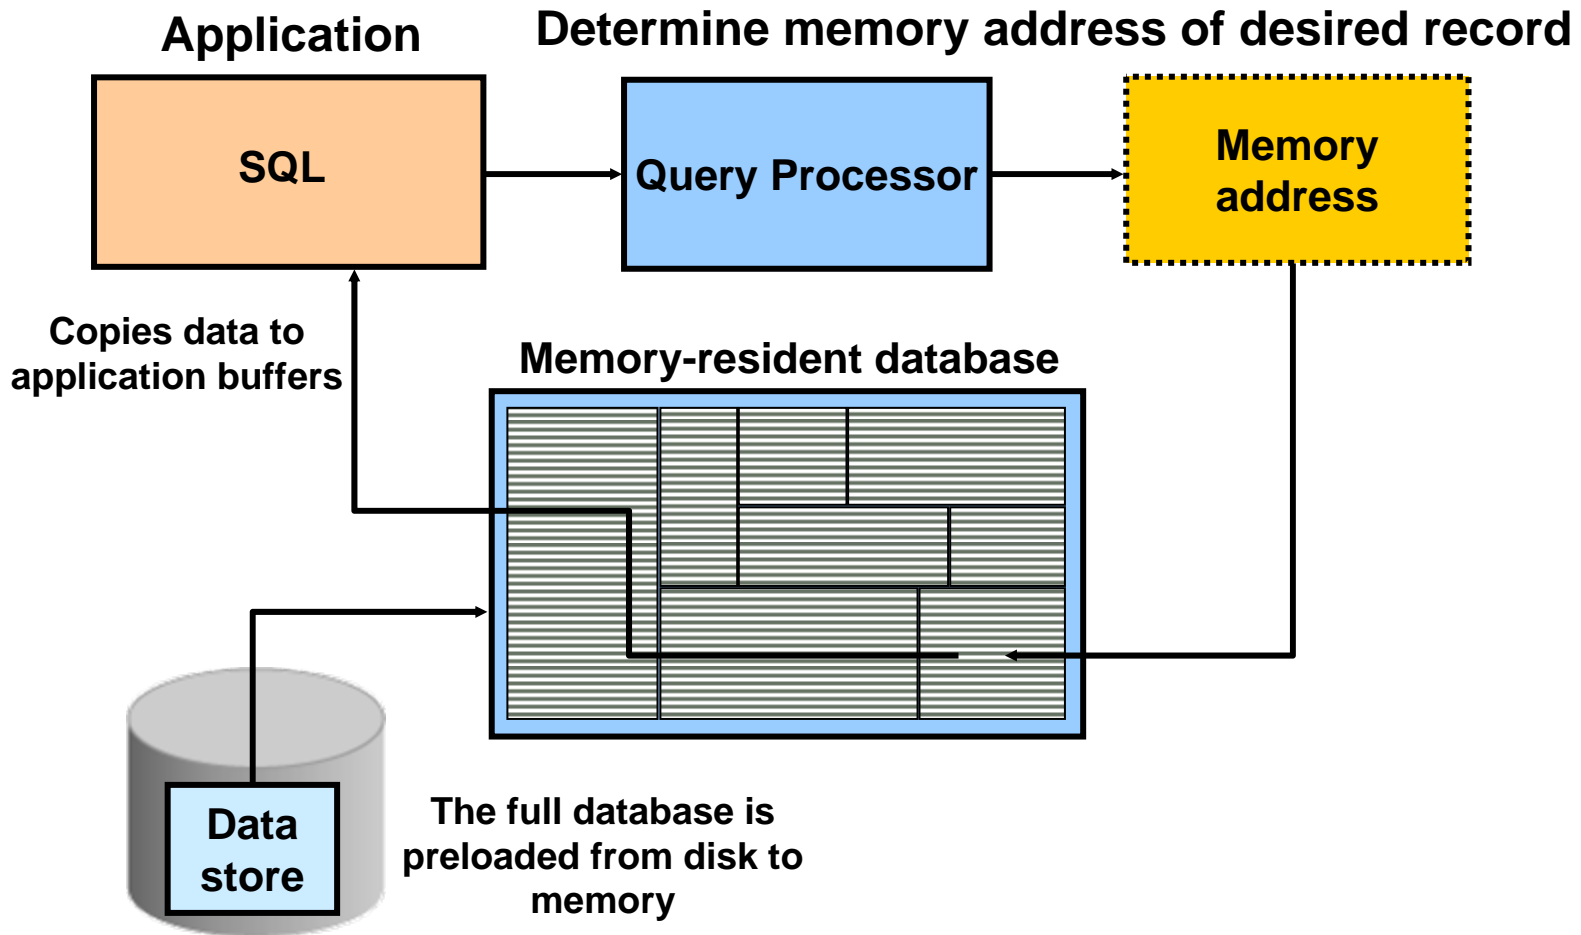 Application
Determine memory address of desired record
SQL
Query Processor
Memory
address
Copies data to
application buffers
Memory-resident database
Data
store
The full database is
preloaded from disk to
memory